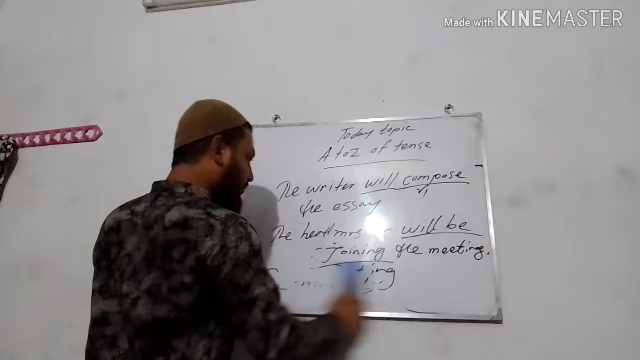 Made with KINEMASTER
Today topic
A to Z of tense
The writer will compose
V1
the essay
The will be
joining the meeting.